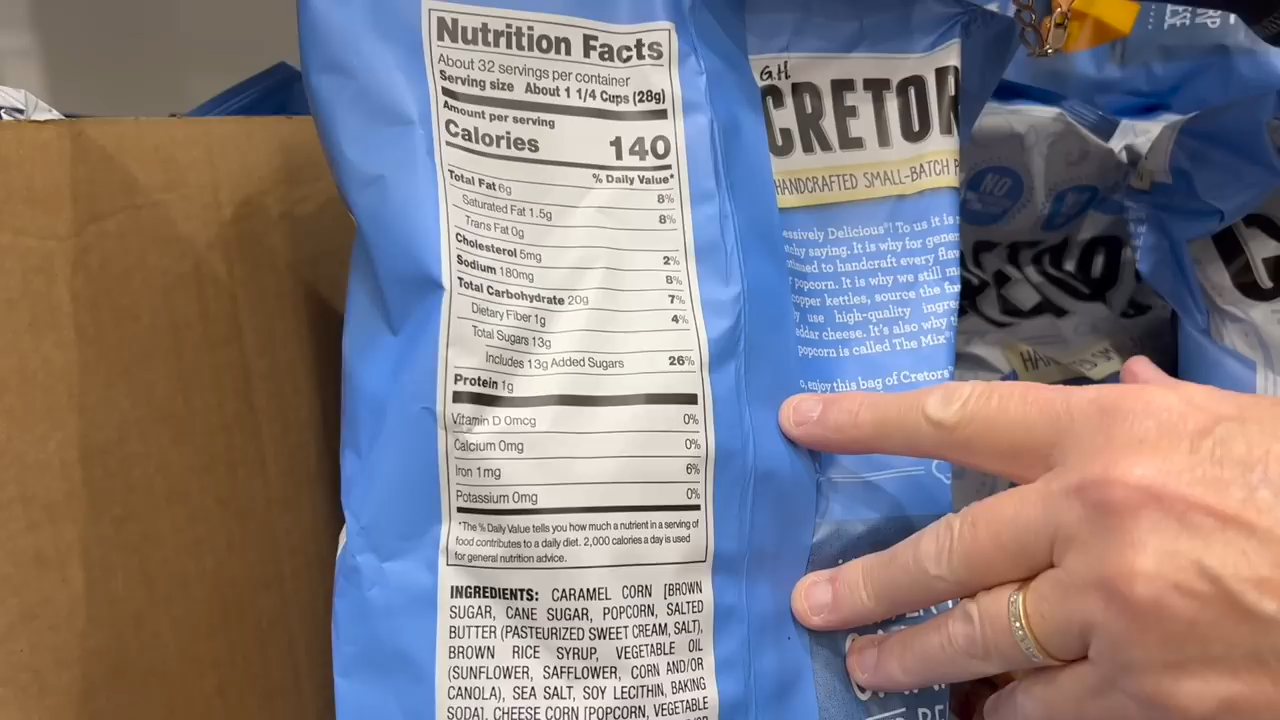 Nutrition Facts
About 32 servings per container
Serving size About 1 1/4 Cups (28g)
Amount per serving
Calories 140
% Daily Value*
Total Fat 6g 8%
Saturated Fat 1.5g 8%
Trans Fat 0g
Cholesterol 5mg 2%
Sodium 180mg 8%
Total Carbohydrate 20g 7%
Dietary Fiber 1g 4%
Total Sugars 13g
Includes 13g Added Sugars 26%
Protein 1g
Vitamin D 0mcg 0%
Calcium 0mg 0%
Iron 1mg 6%
Potassium 0mg 0%
*The % Daily Value tells you how much a nutrient in a serving of
food contributes to a daily diet. 2,000 calories a day is used
for general nutrition advice.
INGREDIENTS: CARAMEL CORN [BROWN
SUGAR, CANE SUGAR, POPCORN, SALTED
BUTTER (PASTEURIZED SWEET CREAM, SALT),
BROWN RICE SYRUP, VEGETABLE OIL
(SUNFLOWER, SAFFLOWER, CORN AND/OR
CANOLA), SEA SALT, SOY LECITHIN, BAKING
SODA], CHEESE CORN [POPCORN, VEGETABLE
G.H.
CRETOR
HANDCRAFTED SMALL-BATCH P
essively Delicious®! To us it is
saying. It is why for gener
to handcraft every flav
popcorn. It is why we still m
copper kettles, source the
use high-quality ingre
eddar cheese. It's also why t
popcorn is called The Mix®!
o, enjoy this bag of Cretors
NO